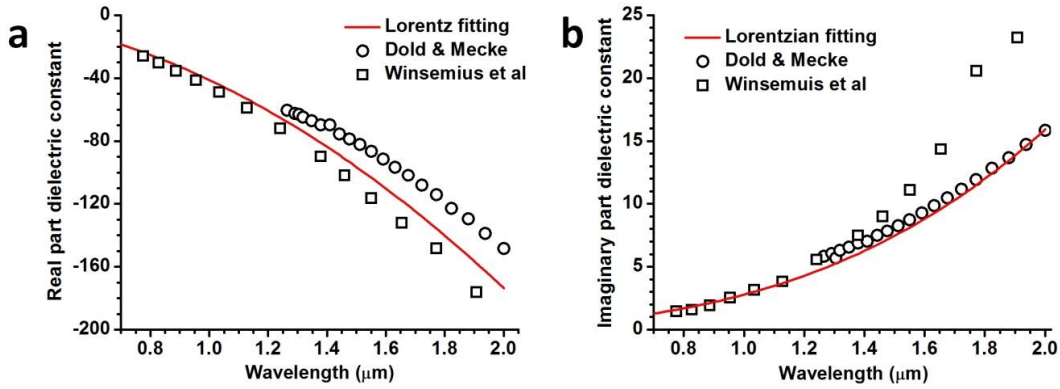 a
Real part dielectric constant
0
-40
-80
-120
-160
-200
Lorentz fitting
Dold & Mecke
Winsemius et al
0.8 1.0 1.2 1.4 1.6 1.8 2.0
Wavelength (μm)
b
Imaginary part dielectric constant
25
20
15
10
5
0
Lorentzian fitting
Dold & Mecke
Winsemuis et al
0.8 1.0 1.2 1.4 1.6 1.8 2.0
Wavelength (μm)